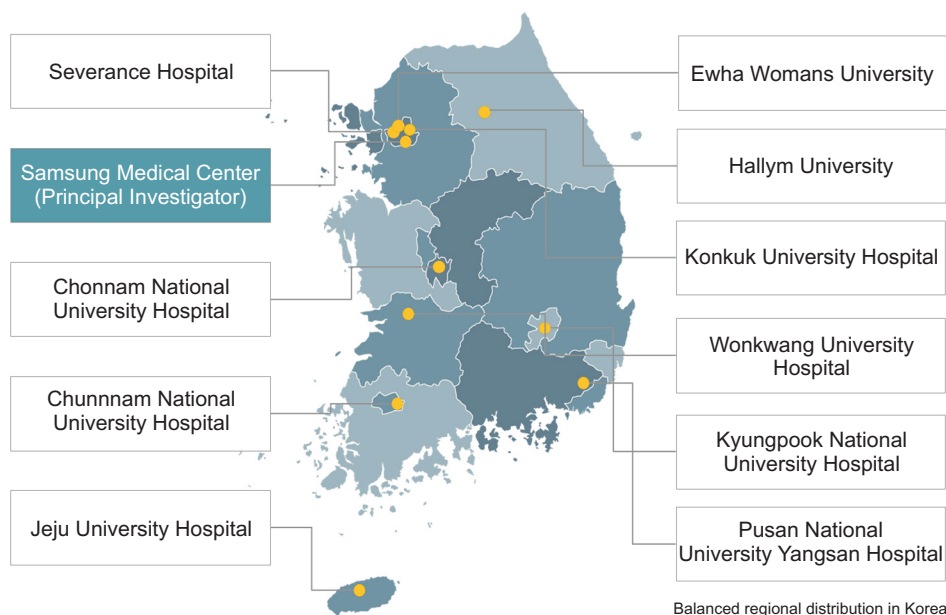 Severance Hospital
Samsung Medical Center
(Principal Investigator)
Chonnam National
University Hospital
Chunnnam National
University Hospital
Jeju University Hospital
Ewha Womans University
Hallym University
Konkuk University Hospital
Wonkwang University
Hospital
Kyungpook National
University Hospital
Pusan National
University Yangsan Hospital
Balanced regional distribution in Korea